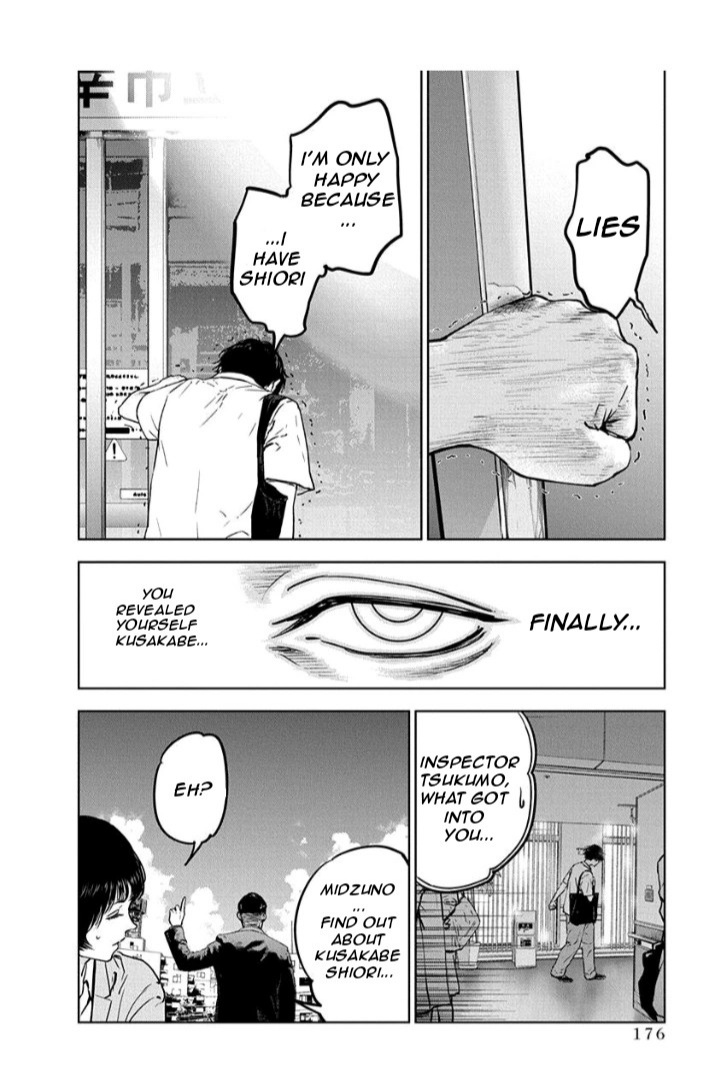 LIES
I'M ONLY
HAPPY
BECAUSE
...
...I
HAVE
SHIORI
Auto
FINALLY...
YOU
REVEALED
YOURSELF
KUSAKABE...
INSPECTOR
TSUKUMO,
WHAT GOT
INTO
YOU...
MIDZUNO
...
FIND OUT
ABOUT
KUSAKABE
SHIORI...
EH?
176